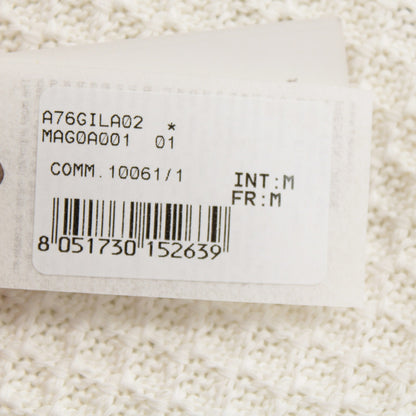 A76GILA02 *
MAG0A001 01
COMM.10061/1
INT:M
FR:M
8 051730 152639